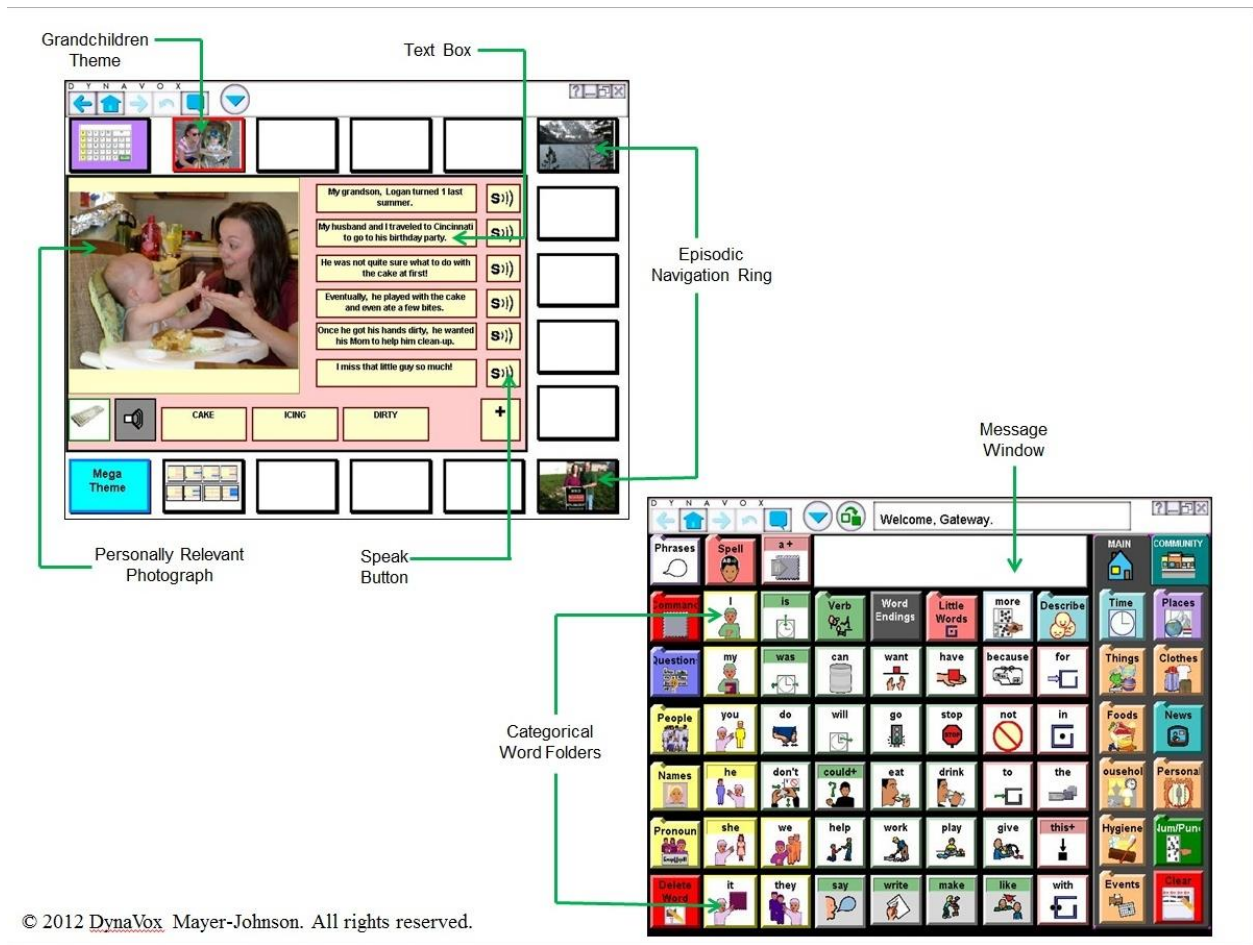 Grandchildren
Theme
Text Box
D Y N A V O X
My grandson, Logan turned 1 last
summer.
S
My husband and I traveled to Cincinnati
to go to his birthday party.
S
He was not quite sure what to do with
the cake at first!
S
Eventually, he played with the cake
and even ate a few bites.
S
Once he got his hands dirty, he wanted
his Mom to help him clean-up.
S
I miss that little guy so much!
S
CAKE
ICING
DIRTY
+
Mega
Theme
Episodic
Navigation Ring
Personally Relevant
Photograph
Speak
Button
Message
Window
Categorical
Word Folders
D Y N A V O X
Welcome, Gateway.
Phrases
Spell
a +
MAIN
COMMUNITY
Command
I
is
Verb
Word
Endings
Little
Words
more
Describe
Time
Places
Question
my
was
can
want
have
because
for
Things
Clothes
People
you
do
will
go
stop
STOP
not
in
Foods
News
Names
he
don't
could+
eat
drink
to
the
ousehol
Personal
Pronoun
she
we
help
work
play
give
this+
Hygiene
Num/Pun
Delete
Word
it
they
say
write
make
like
with
Events
Clear
© 2012 DynaVox Mayer-Johnson. All rights reserved.